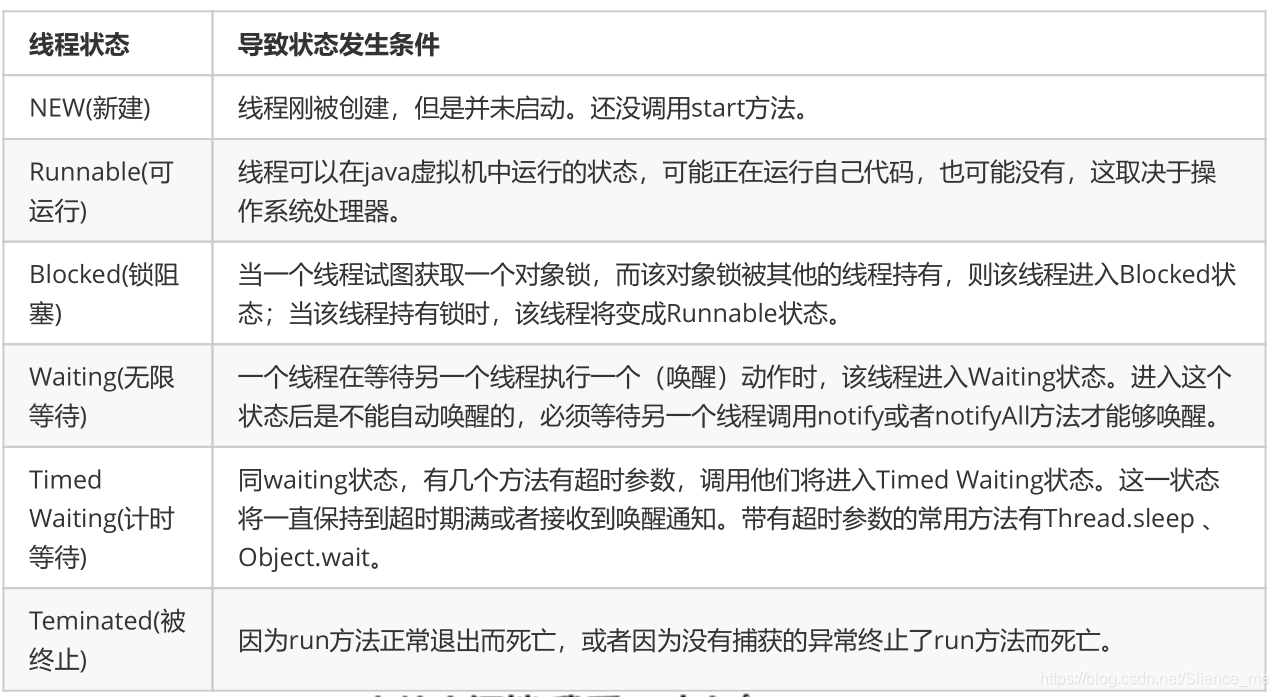 线程状态
导致状态发生条件
NEW(新建)
线程刚被创建，但是并未启动。还没调用start方法。
Runnable(可
运行)
线程可以在java虚拟机中运行的状态，可能正在运行自己代码，也可能没有，这取决于操
作系统处理器。
Blocked(锁阻
塞)
当一个线程试图获取一个对象锁，而该对象锁被其他的线程持有，则该线程进入Blocked状
态；当该线程持有锁时，该线程将变成Runnable状态。
Waiting(无限
等待)
一个线程在等待另一个线程执行一个（唤醒）动作时，该线程进入Waiting状态。进入这个
状态后是不能自动唤醒的，必须等待另一个线程调用notify或者notifyAll方法才能够唤醒。
Timed
Waiting(计时
等待)
同waiting状态，有几个方法有超时参数，调用他们将进入Timed Waiting状态。这一状态
将一直保持到超时期满或者接收到唤醒通知。带有超时参数的常用方法有Thread.sleep 、
Object.wait。
Teminated(被
终止)
因为run方法正常退出而死亡，或者因为没有捕获的异常终止了run方法而死亡。
https://blog.csdn.net/Slience_me